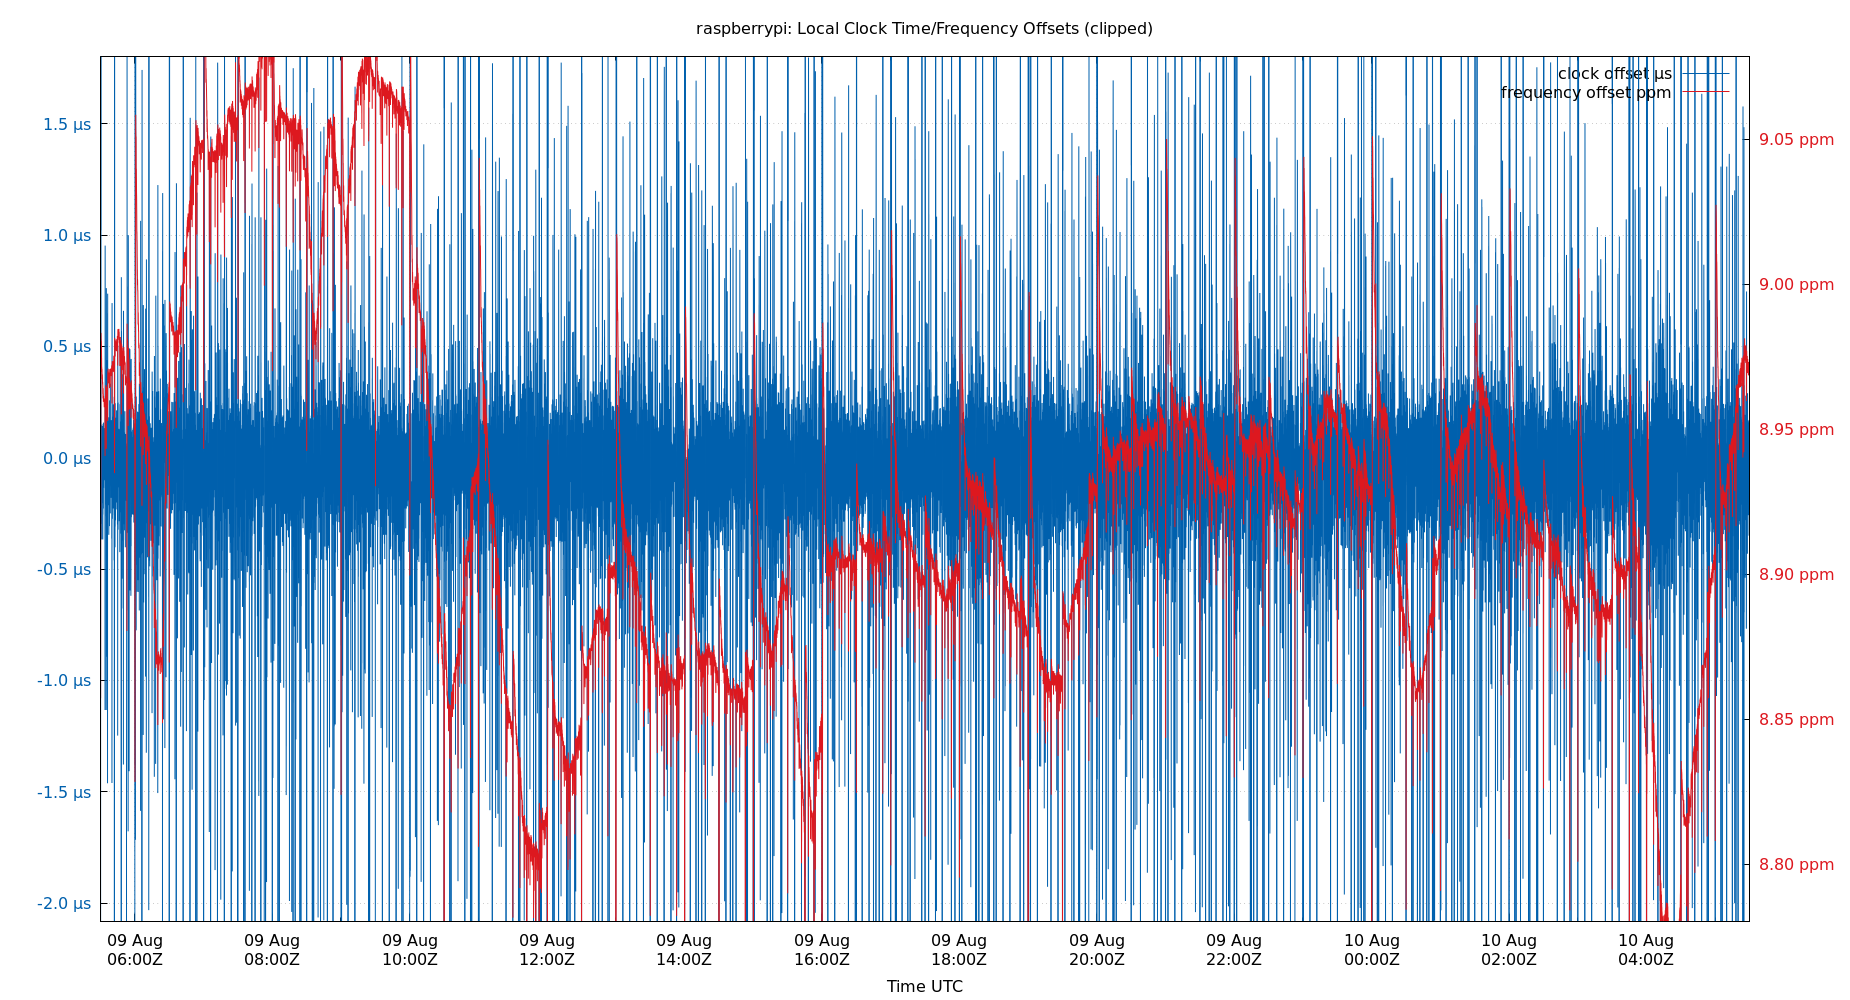 raspberrypi: Local Clock Time/Frequency Offsets (clipped)
clock offset µs
frequency offset ppm
1.5 µs
1.0 µs
0.5 µs
0.0 µs
-0.5 µs
-1.0 µs
-1.5 µs
-2.0 µs
9.05 ppm
9.00 ppm
8.95 ppm
8.90 ppm
8.85 ppm
8.80 ppm
09 Aug 09 Aug 09 Aug 09 Aug 09 Aug 09 Aug 09 Aug 09 Aug 09 Aug 10 Aug 10 Aug 10 Aug
06:00Z 08:00Z 10:00Z 12:00Z 14:00Z 16:00Z 18:00Z 20:00Z 22:00Z 00:00Z 02:00Z 04:00Z
Time UTC